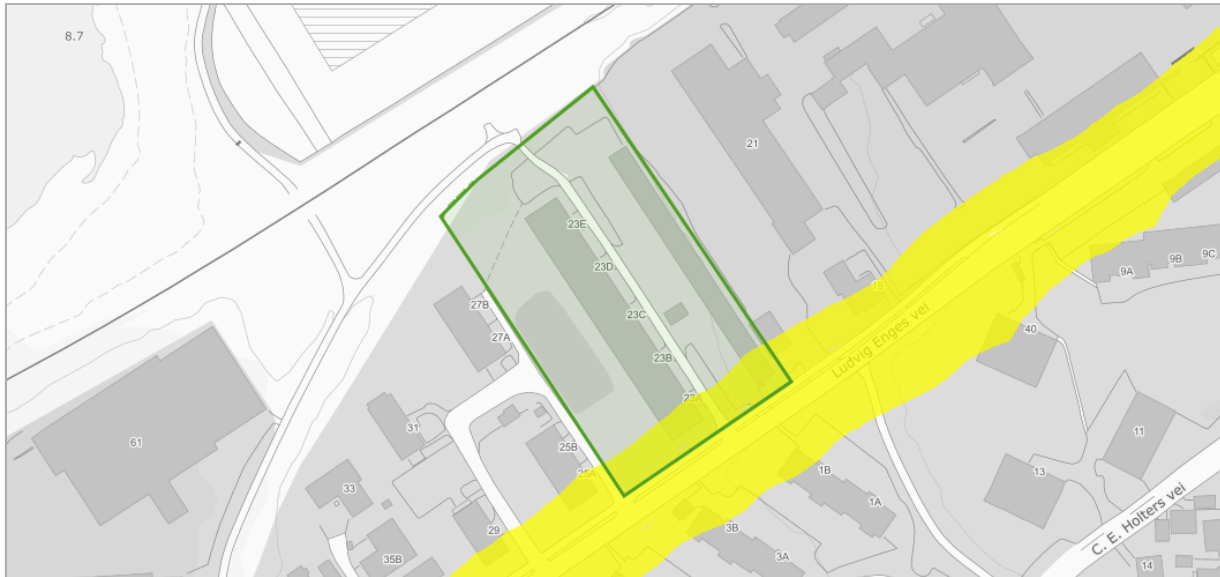 8.7
21
23E
23D
27B
19
9C
9B
9A
23C
27A
40
23B
Ludvig Enges vei
23A
31
11
61
25B
1B
13
25A
33
1A
C. E. Holters vei
29
3B
35B
3A
14